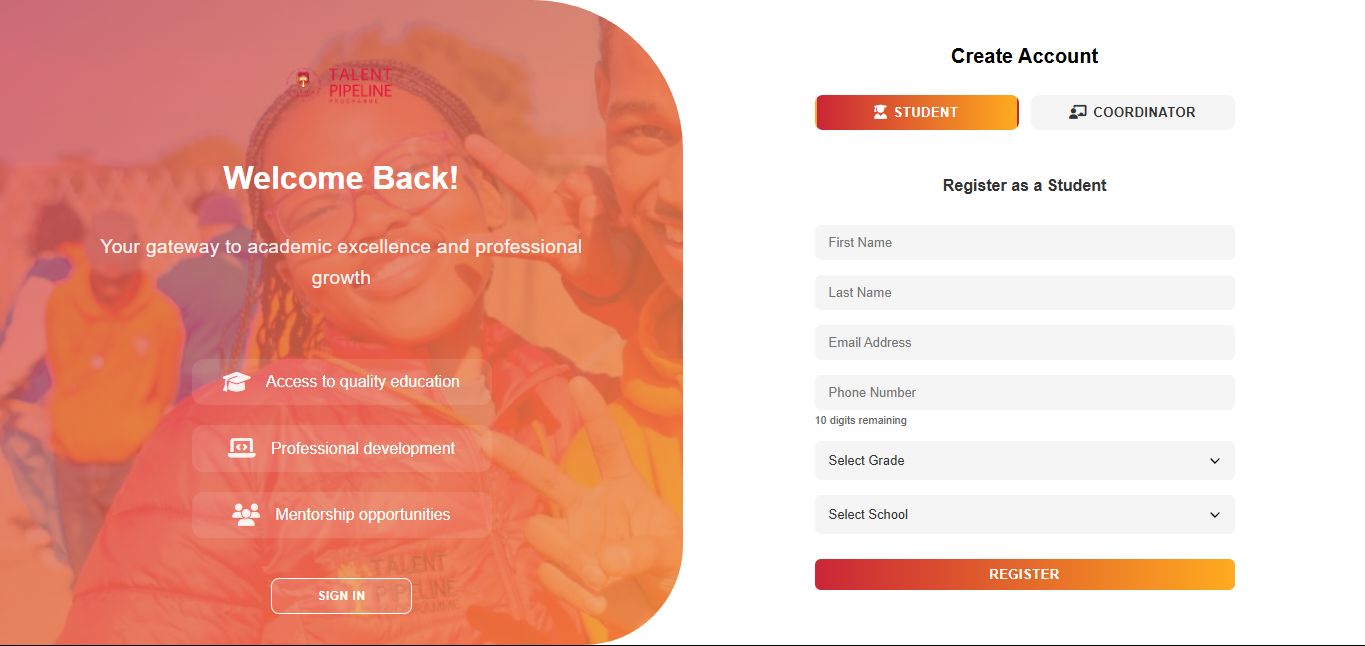 TALENT
PIPELINE
PROGRAMME
Welcome Back!
Your gateway to academic excellence and professional
growth
Access to quality education
Professional development
Mentorship opportunities
TALENT
PIPELINE
PROGRAMME
SIGN IN
Create Account
STUDENT
COORDINATOR
Register as a Student
First Name
Last Name
Email Address
Phone Number
10 digits remaining
Select Grade
Select School
REGISTER